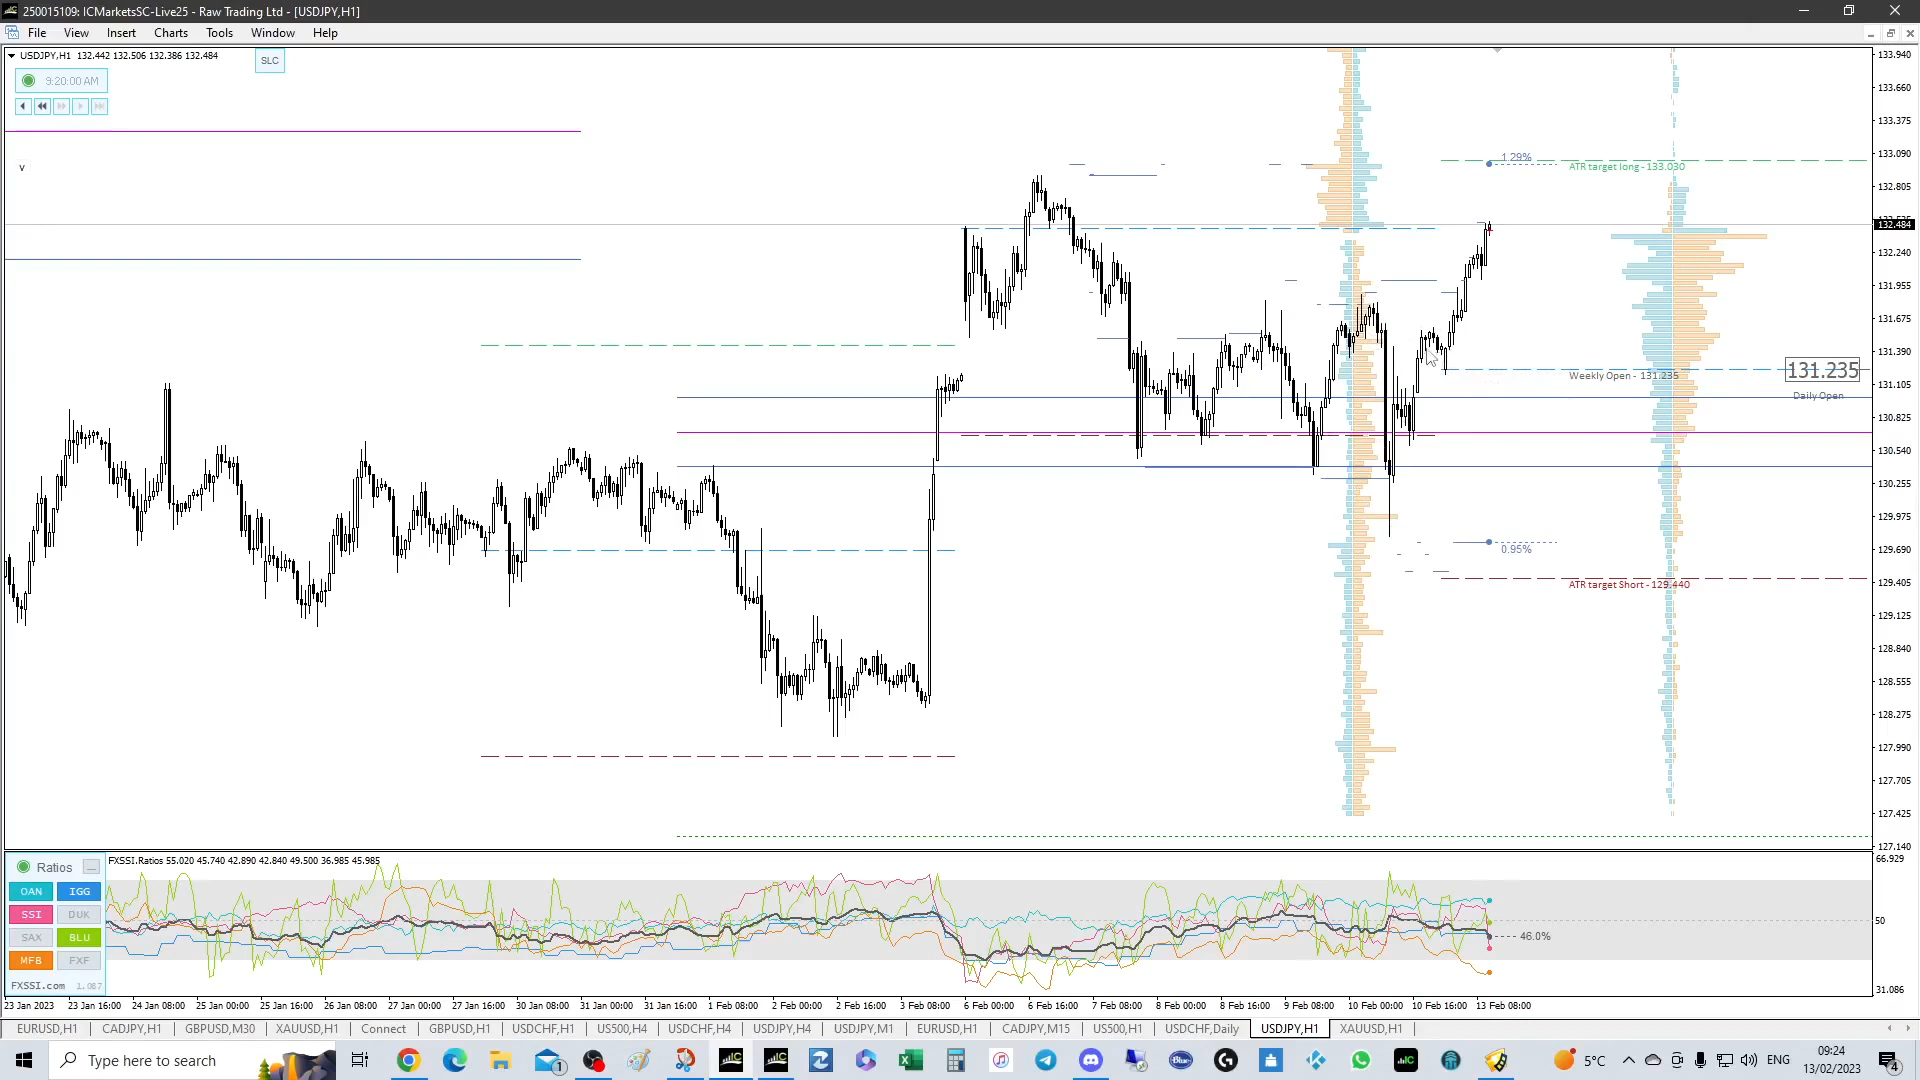 250015109: ICMarketsSC-Live25 - Raw Trading Ltd - [USDJPY,H1]
File View Insert Charts Tools Window Help
USDJPY,H1 132.442 132.506 132.386 132.484
SLC
9:20:00 AM
v
1.29%
ATR target long - 133.030
Weekly Open - 131.235
131.235
Daily Open
0.95%
ATR target Short - 129.440
133.940
133.660
133.375
133.090
132.805
132.484
132.240
131.955
131.675
131.390
131.105
130.825
130.540
130.255
129.975
129.690
129.405
129.125
128.840
128.555
128.275
127.990
127.705
127.425
127.140
Ratios
FXSSI.Ratios 55.020 45.740 42.890 42.840 49.500 36.985 45.985
OAN IGG
SSI DUK
SAX BLU
MFB FXF
FXSSI.com 1.087
46.0%
66.929
50
31.086
23 Jan 2023 23 Jan 16:00 24 Jan 08:00 25 Jan 00:00 25 Jan 16:00 26 Jan 08:00 27 Jan 00:00 27 Jan 16:00 30 Jan 08:00 31 Jan 00:00 31 Jan 16:00 1 Feb 08:00 2 Feb 00:00 2 Feb 16:00 3 Feb 08:00 6 Feb 00:00 6 Feb 16:00 7 Feb 08:00 8 Feb 00:00 8 Feb 16:00 9 Feb 08:00 10 Feb 00:00 10 Feb 16:00 13 Feb 08:00
EURUSD,H1 CADJPY,H1 GBPUSD,M30 XAUUSD,H1 Connect GBPUSD,H1 USDCHF,H1 US500,H4 USDCHF,H4 USDJPY,H4 USDJPY,M1 EURUSD,H1 CADJPY,M15 US500,H1 USDCHF,Daily USDJPY,H1 XAUUSD,H1
Type here to search
5°C
ENG
09:24
13/02/2023
4